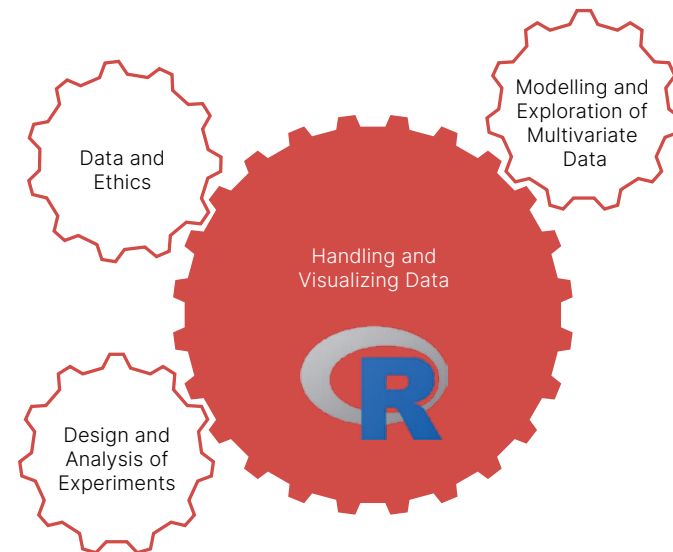 Modelling and
Exploration of
Multivariate
Data
Data and
Ethics
Handling and
Visualizing Data
R
Design and
Analysis of
Experiments